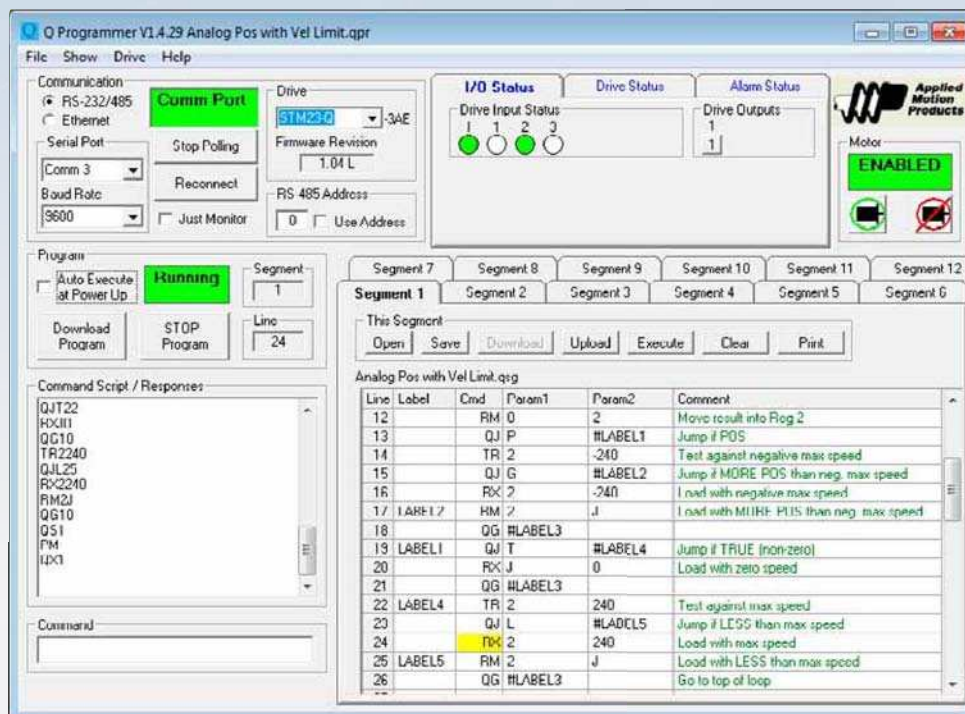 Q Programmer V1.4.29 Analog Pos with Vel Limit.qpr
File Show Drive Help
Communication
RS-232/485
Ethernet
Comm Port
Serial Port
Comm 3
Baud Rate
9600
Stop Polling
Reconnect
Just Monitor
Drive
STM23-Q -3AE
Firmware Revision
1.04 L
RS 485 Address
0 Use Address
I/O Status Drive Status Alarm Status
Drive Input Status
1 1 2 3
Drive Outputs
1
1
Applied Motion Products
Motor
ENABLED
Program
Auto Execute at Power Up
Running
Segment
1
Download Program
STOP Program
Line
24
Segment 7 Segment 8 Segment 9 Segment 10 Segment 11 Segment 12
Segment 1 Segment 2 Segment 3 Segment 4 Segment 5 Segment 6
This Segment
Open Save Download Upload Execute Clear Print
Analog Pos with Vel Limit.qsg
Line Label Cmd Param1 Param2 Comment
12 RM 0 2 Move result into Reg 2
13 QJ P #LABEL1 Jump if POS
14 TR 2 -240 Test against negative max speed
15 QJ G #LABEL2 Jump if MORE POS than neg. max speed
16 RX 2 -240 Load with negative max speed
17 LABEL2 RM 2 J Load with MORE POS than neg. max speed
18 QG #LABEL3
19 LABEL1 QJ T #LABEL4 Jump if TRUE (non-zero)
20 RX J 0 Load with zero speed
21 QG #LABEL3
22 LABEL4 TR 2 240 Test against max speed
23 QJ L #LABEL5 Jump if LESS than max speed
24 RX 2 240 Load with max speed
25 LABEL5 RM 2 J Load with LESS than max speed
26 QG #LABEL3 Go to top of loop
Command Script / Responses
QJT22
QG10
TR2240
QJL25
RX2240
RM2J
QG10
QS1
PM
Command